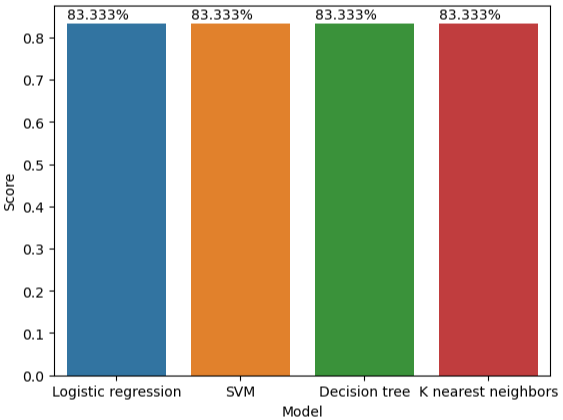 83.333% 83.333% 83.333% 83.333%
0.8
0.7
0.6
0.5
0.4
0.3
0.2
0.1
0.0
Score
Logistic regression SVM Decision tree K nearest neighbors
Model